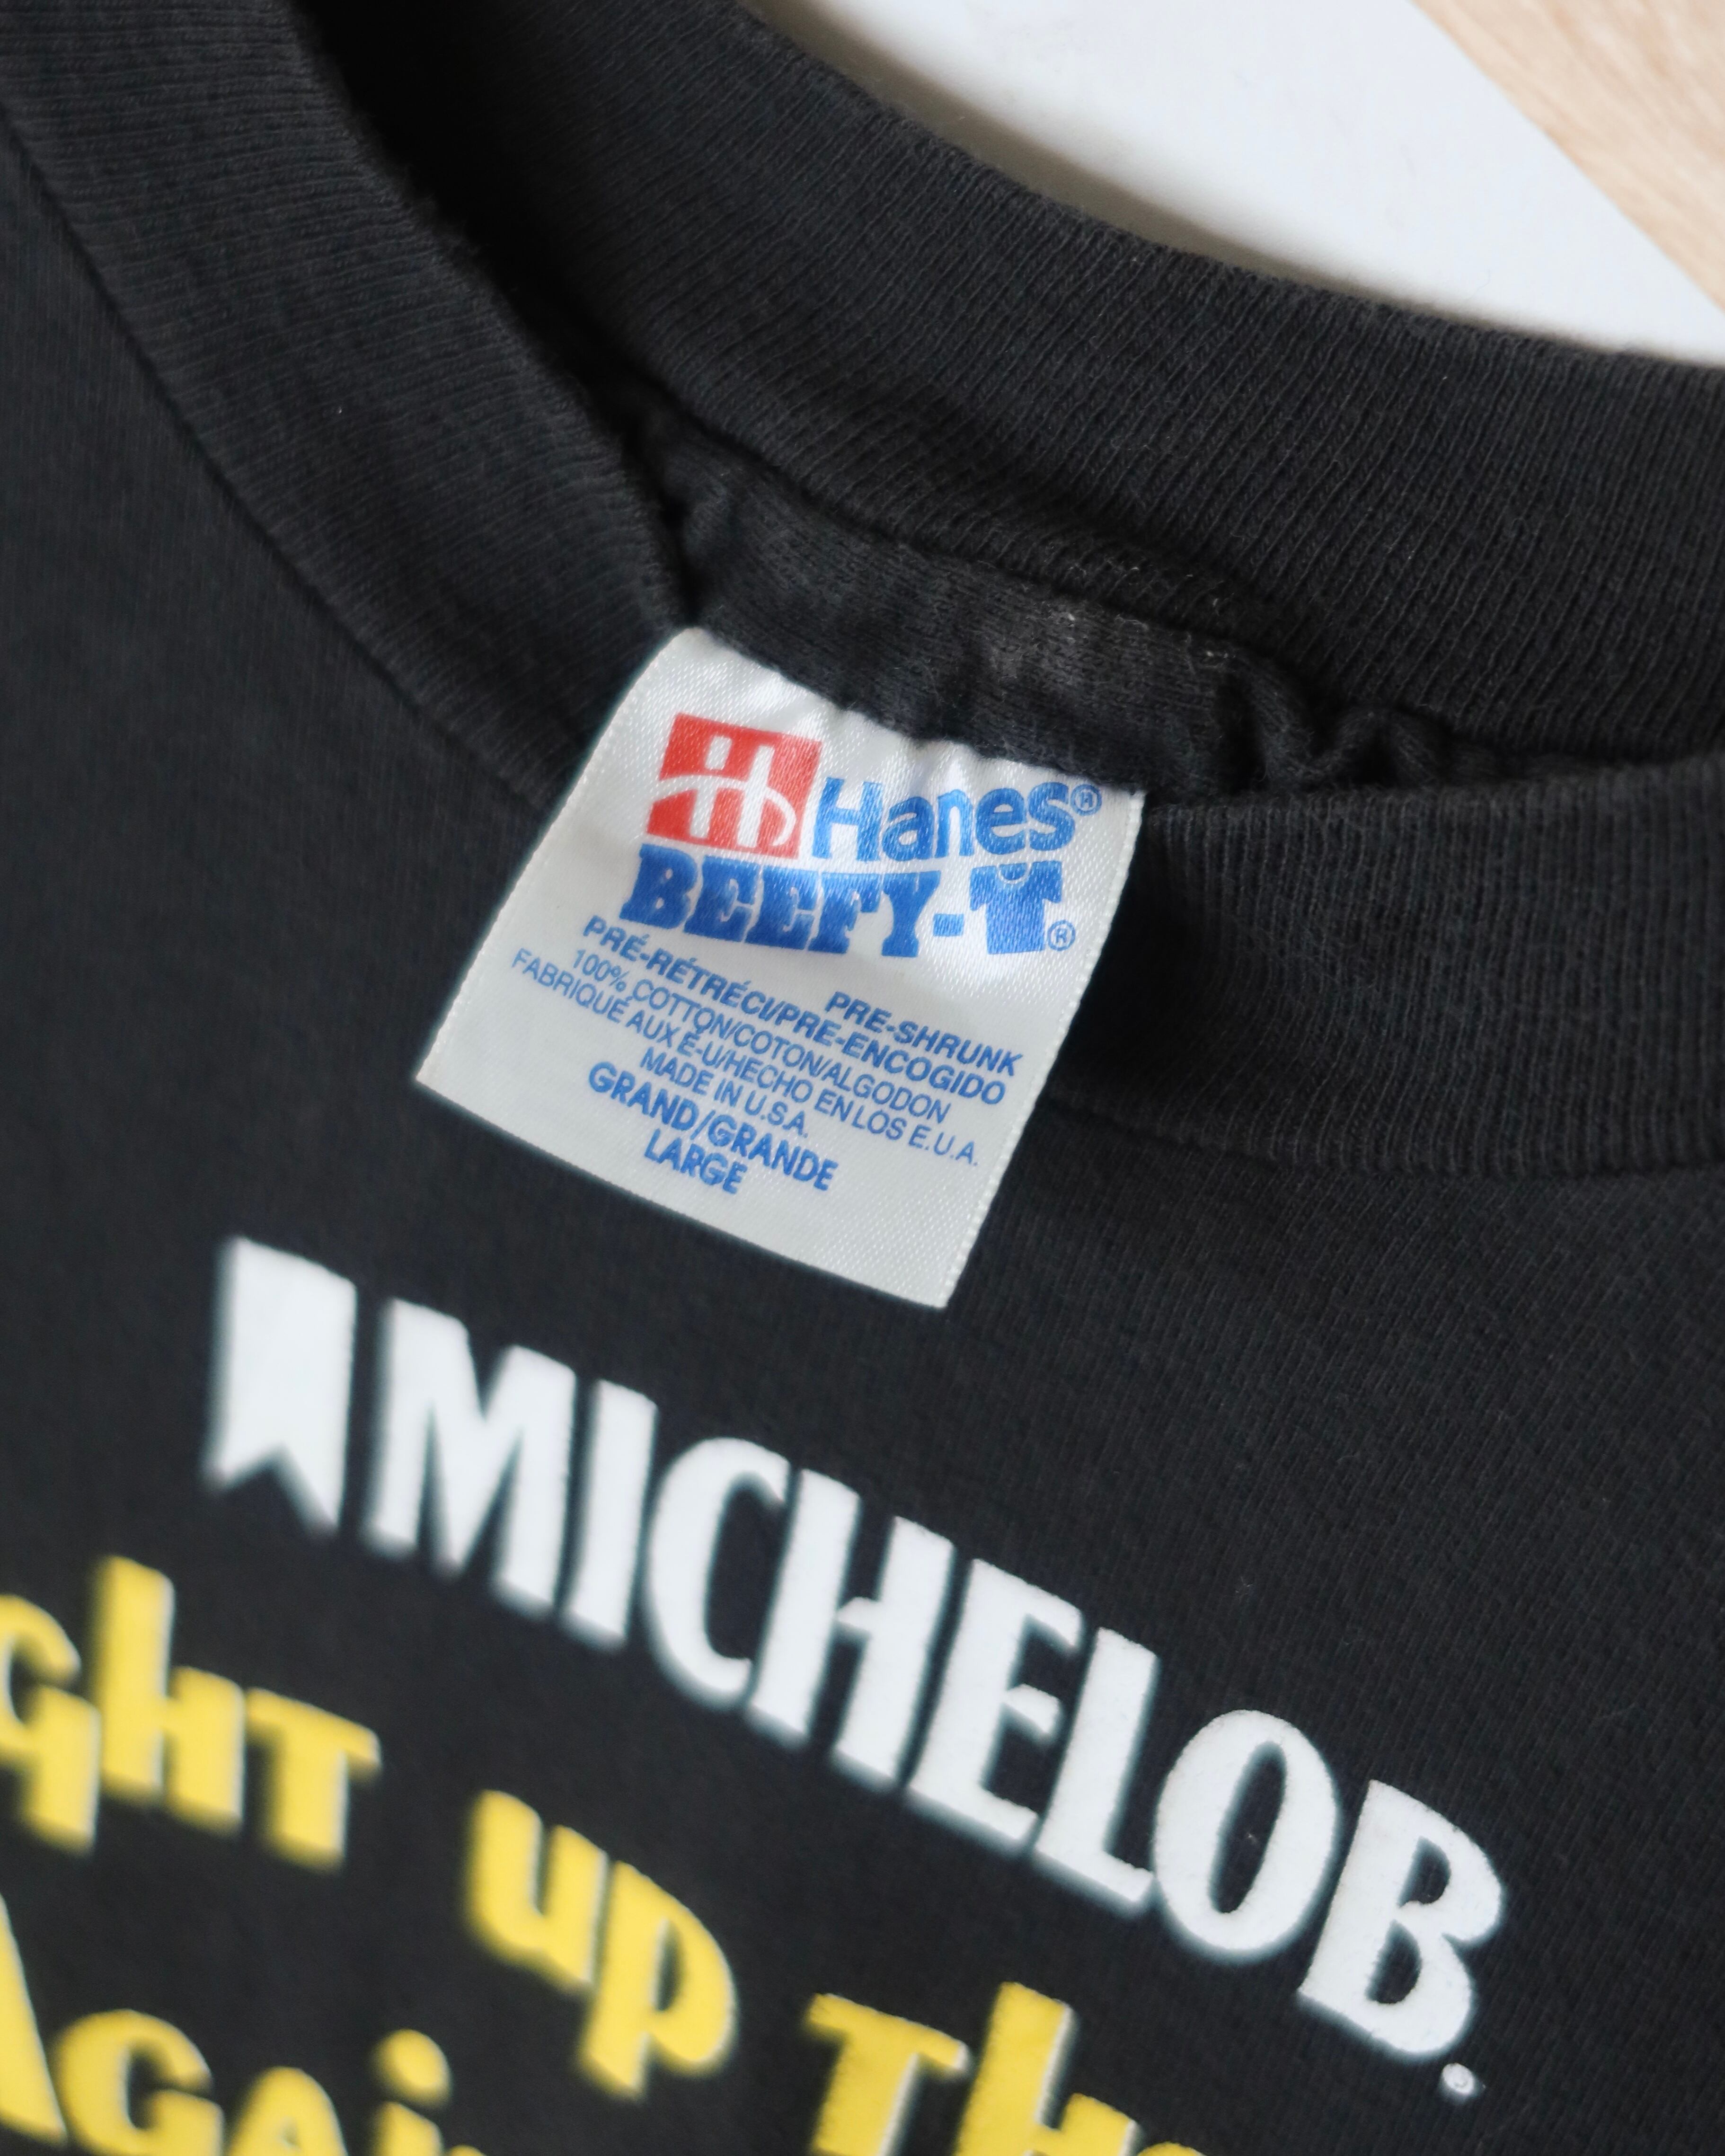 Hanes®
BEEFY-T®
PRE-SHRUNK
PRÉ-RÉTRÉCI/PRE-ENCOGIDO
100% COTTON/COTON/ALGODON
FABRIQUÉ AUX É-U/HECHO EN LOS E.U.A.
MADE IN U.S.A.
GRAND/GRANDE
LARGE
MICHELOB®
up